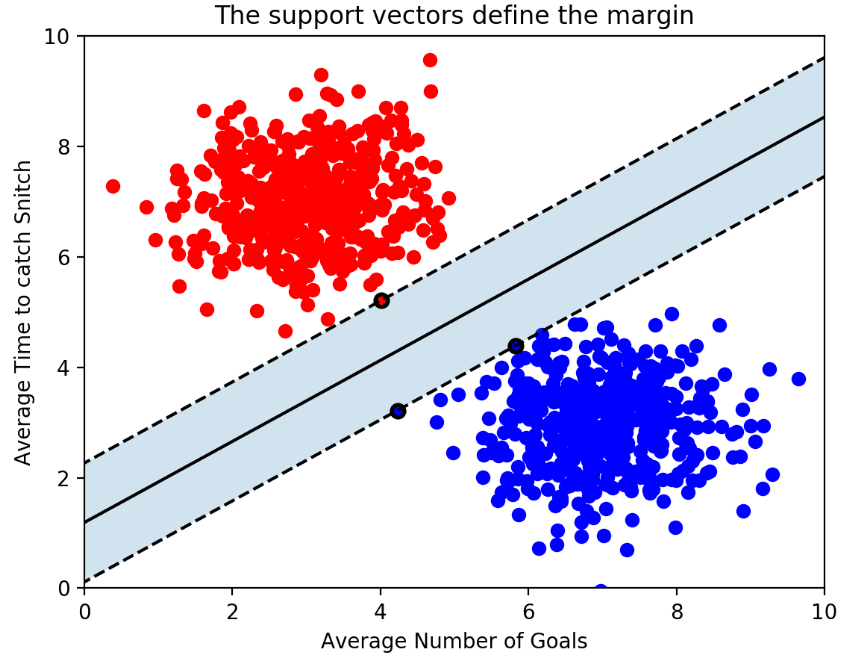 The support vectors define the margin
10
8
6
4
2
0
Average Time to catch Snitch
0 2 4 6 8 10
Average Number of Goals